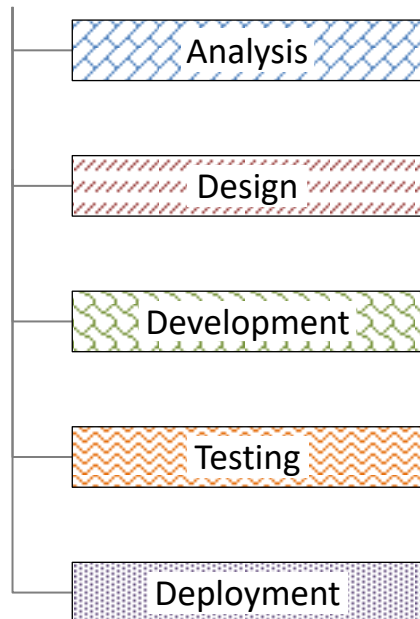 Analysis
Design
Development
Testing
Deployment